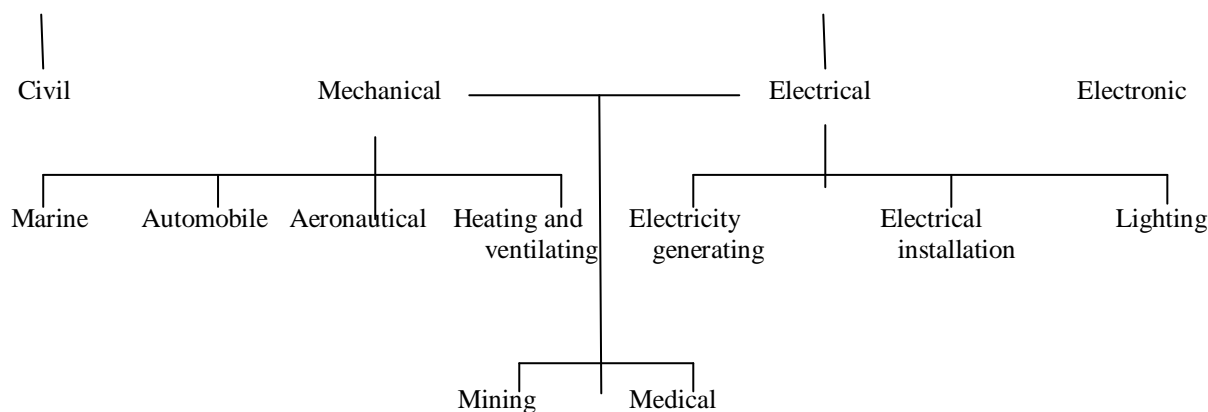 Civil Mechanical Electrical Electronic
Marine Automobile Aeronautical Heating and Electricity Electrical Lighting
ventilating generating installation
Mining Medical